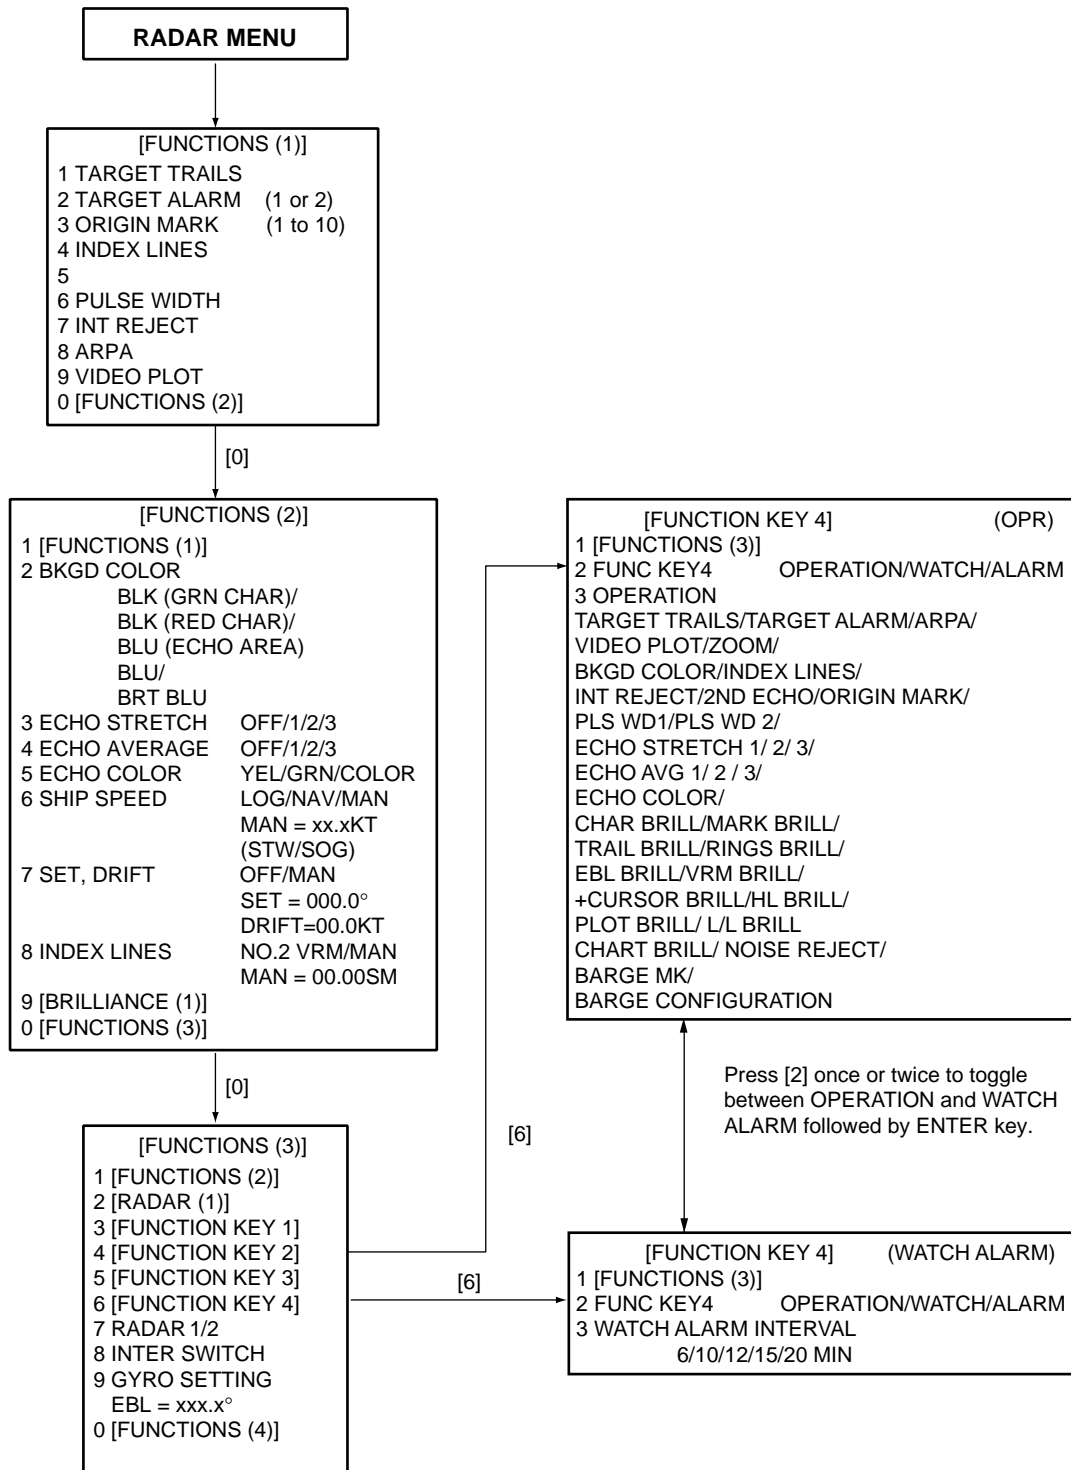 RADAR MENU
[FUNCTIONS (1)]
1 TARGET TRAILS
2 TARGET ALARM (1 or 2)
3 ORIGIN MARK (1 to 10)
4 INDEX LINES
5
6 PULSE WIDTH
7 INT REJECT
8 ARPA
9 VIDEO PLOT
0 [FUNCTIONS (2)]
[0]
[FUNCTIONS (2)]
1 [FUNCTIONS (1)]
2 BKGD COLOR
BLK (GRN CHAR)/
BLK (RED CHAR)/
BLU (ECHO AREA)
BLU/
BRT BLU
3 ECHO STRETCH OFF/1/2/3
4 ECHO AVERAGE OFF/1/2/3
5 ECHO COLOR YEL/GRN/COLOR
6 SHIP SPEED LOG/NAV/MAN
MAN = xx.xKT
(STW/SOG)
7 SET, DRIFT OFF/MAN
SET = 000.0°
DRIFT=00.0KT
8 INDEX LINES NO.2 VRM/MAN
MAN = 00.00SM
9 [BRILLIANCE (1)]
0 [FUNCTIONS (3)]
[0]
[FUNCTIONS (3)]
1 [FUNCTIONS (2)]
2 [RADAR (1)]
3 [FUNCTION KEY 1]
4 [FUNCTION KEY 2]
5 [FUNCTION KEY 3]
6 [FUNCTION KEY 4]
7 RADAR 1/2
8 INTER SWITCH
9 GYRO SETTING
EBL = xxx.x°
0 [FUNCTIONS (4)]
[6]
[6]
[FUNCTION KEY 4] (OPR)
1 [FUNCTIONS (3)]
2 FUNC KEY4 OPERATION/WATCH/ALARM
3 OPERATION
TARGET TRAILS/TARGET ALARM/ARPA/
VIDEO PLOT/ZOOM/
BKGD COLOR/INDEX LINES/
INT REJECT/2ND ECHO/ORIGIN MARK/
PLS WD1/PLS WD 2/
ECHO STRETCH 1/ 2/ 3/
ECHO AVG 1/ 2 / 3/
ECHO COLOR/
CHAR BRILL/MARK BRILL/
TRAIL BRILL/RINGS BRILL/
EBL BRILL/VRM BRILL/
+CURSOR BRILL/HL BRILL/
PLOT BRILL/ L/L BRILL
CHART BRILL/ NOISE REJECT/
BARGE MK/
BARGE CONFIGURATION
Press [2] once or twice to toggle
between OPERATION and WATCH
ALARM followed by ENTER key.
[FUNCTION KEY 4] (WATCH ALARM)
1 [FUNCTIONS (3)]
2 FUNC KEY4 OPERATION/WATCH/ALARM
3 WATCH ALARM INTERVAL
6/10/12/15/20 MIN